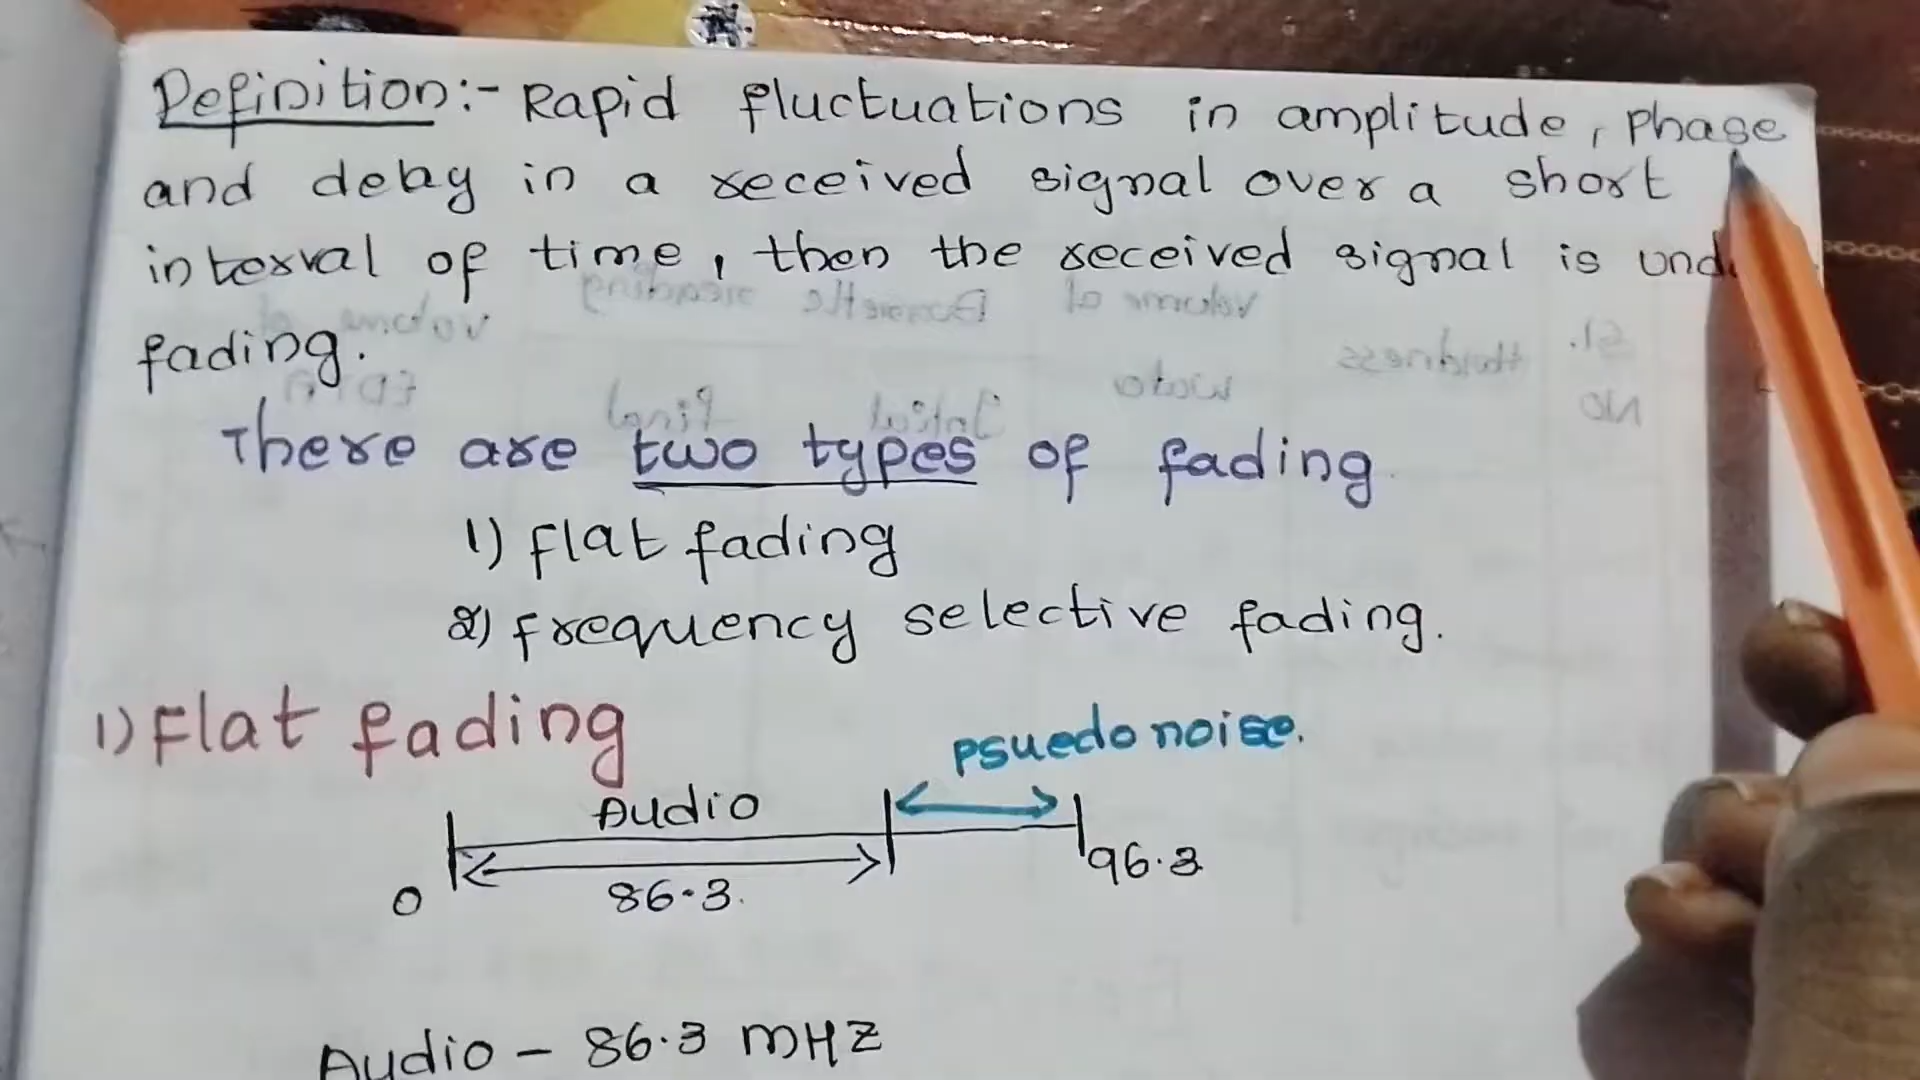 Definition:- Rapid fluctuations in amplitude, phase
and delay in a received signal over a short
interval of time, then the received signal is
fading.
There are two types of fading.
1) Flat fading
2) Frequency selective fading.
1) Flat fading
psuedo noise.
Audio
0
86.3.
96.3
Audio - 86.3 MHZ